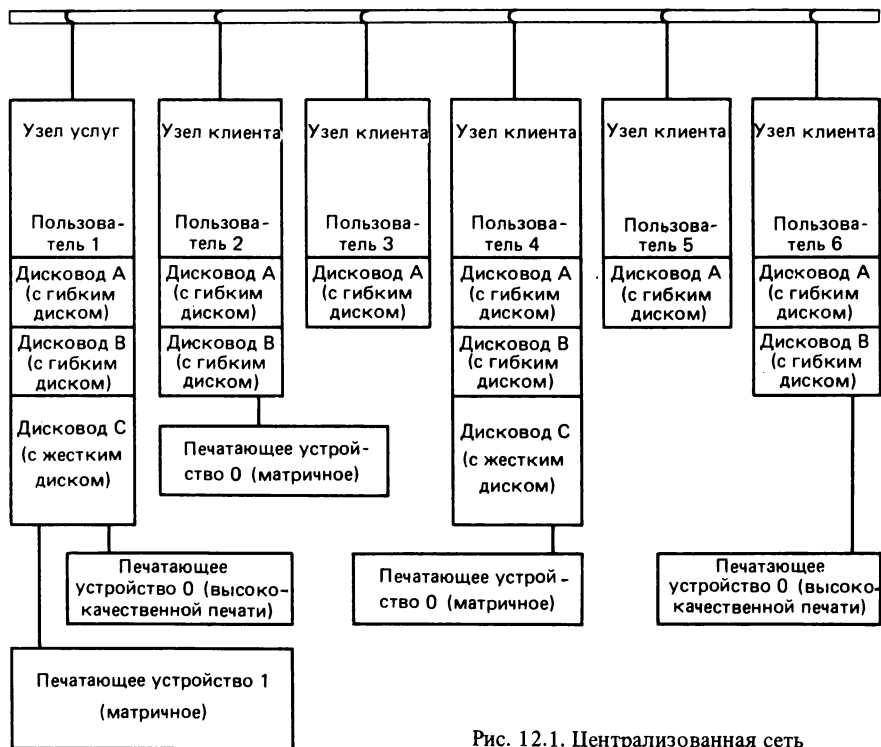 Узел услуг
Пользова-
тель 1
Дисковод А
(с гибким
диском)
Дисковод В
(с гибким
диском)
Дисковод С
(с жестким
диском)
Печатающее
устройство 0 (высоко-
качественной печати)
Печатающее устройство 1
(матричное)
Узел клиента
Пользова-
тель 2
Дисковод А
(с гибким
диском)
Дисковод В
(с гибким
диском)
Печатающее устрой-
ство 0 (матричное)
Узел клиента
Пользова-
тель 3
Дисковод А
(с гибким
диском)
Узел клиента
Пользова-
тель 4
Дисковод А
(с гибким
диском)
Дисковод В
(с гибким
диском)
Дисковод С
(с жестким
диском)
Печатающее устрой-
ство 0 (матричное)
Узел клиента
Пользова-
тель 5
Дисковод А
(с гибким
диском)
Узел клиента
Пользова-
тель 6
Дисковод А
(с гибким
диском)
Дисковод В
(с гибким
диском)
Печатающее
устройство 0 (высоко-
качественной печати)
Рис. 12.1. Централизованная сеть